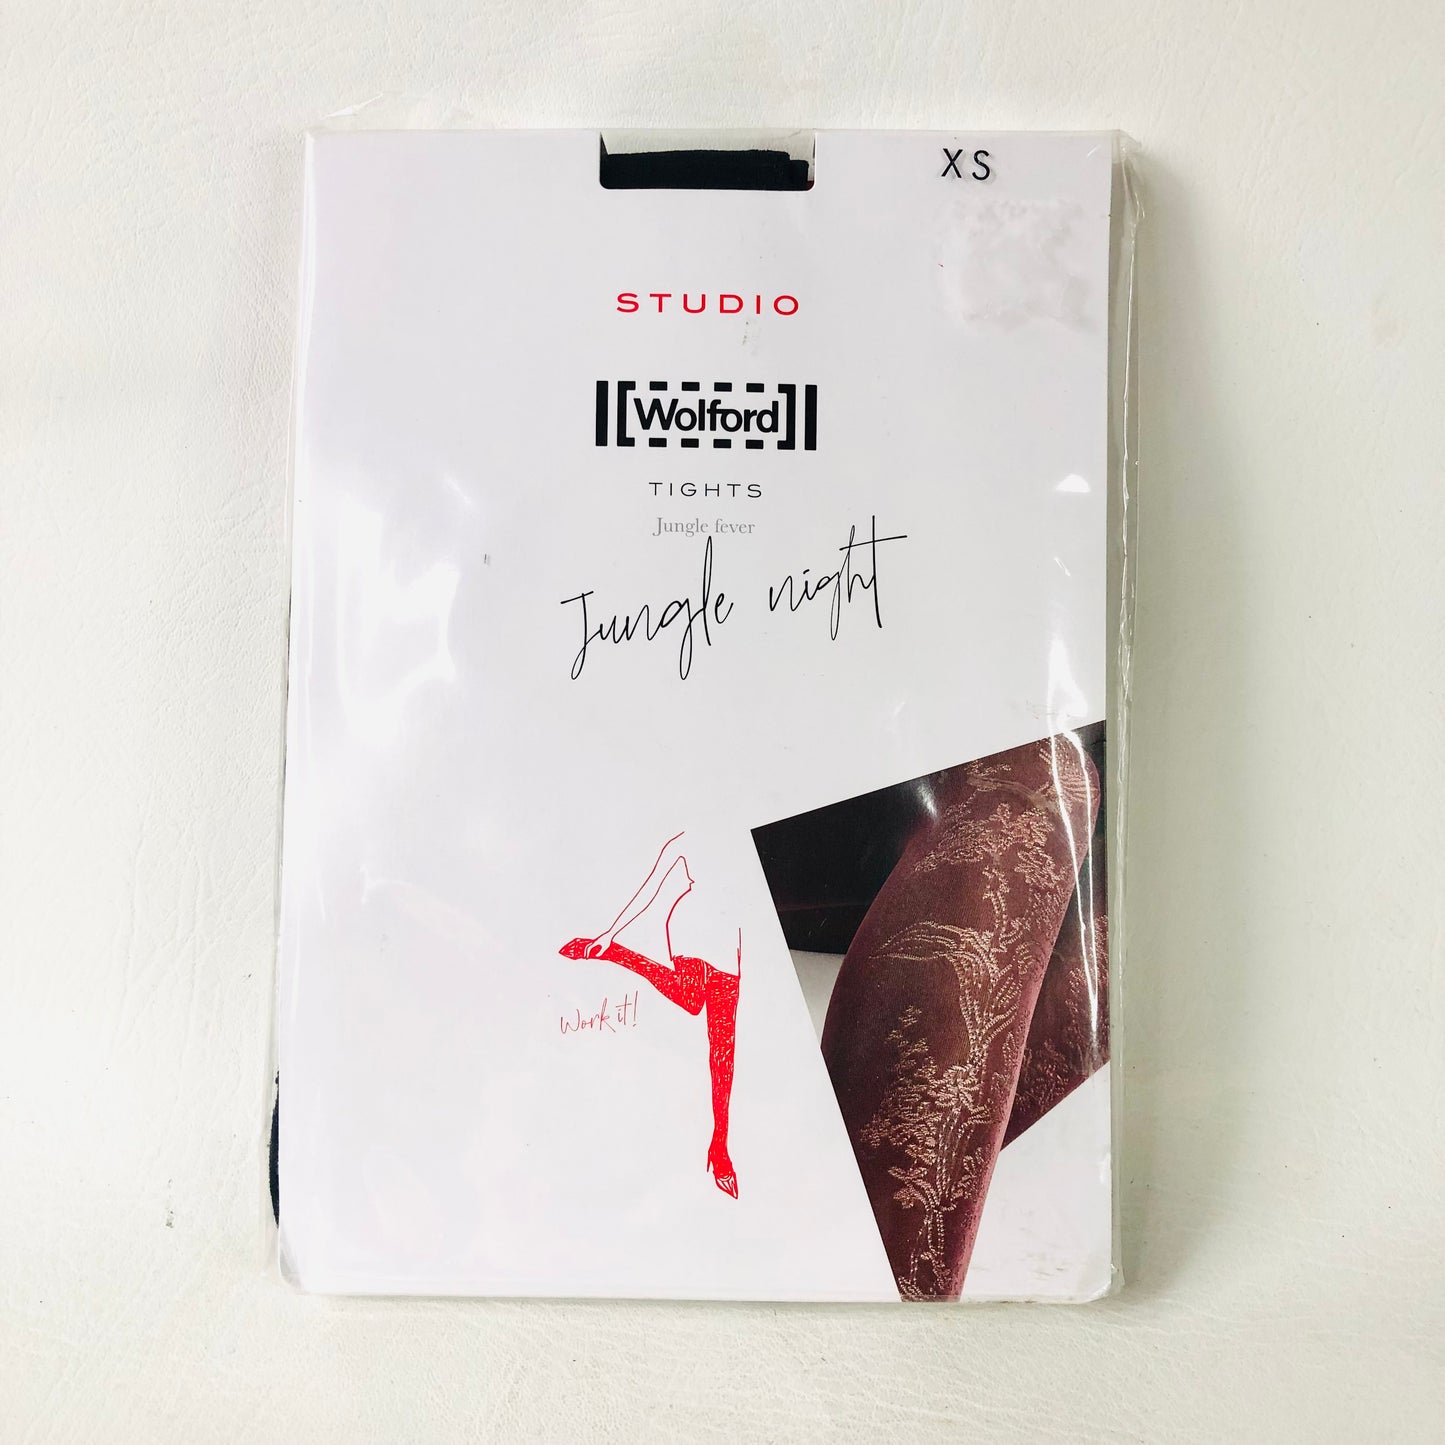 XS
STUDIO
Wolford
TIGHTS
Jungle fever
Jungle night
Work it!